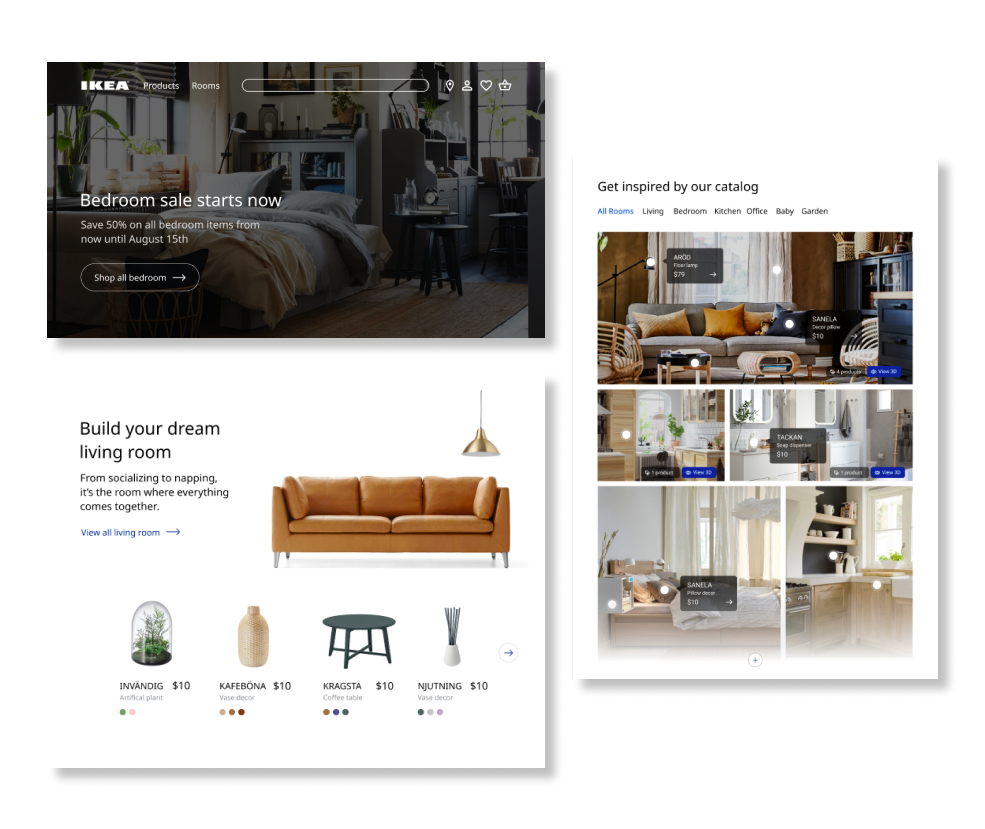 IKEA Products Rooms
Bedroom sale starts now
Save 50% on all bedroom items from
now until August 15th
Shop all bedroom
Build your dream
living room
From socializing to napping,
it's the room where everything
comes together.
View all living room
INVÄNDIG $10
Artifical plant
KAFEBÖNA $10
Vase decor
KRAGSTA $10
Coffee table
NJUTNING $10
Vase decor
Get inspired by our catalog
All Rooms Living Bedroom Kitchen Office Baby Garden
ARÖD
Floor lamp
$79
SANELA
Decor pillow
$10
4 products View 3D
1 product View 3D
TACKAN
Soap dispenser
$10
1 product View 3D
SANELA
Pillow decor
$10